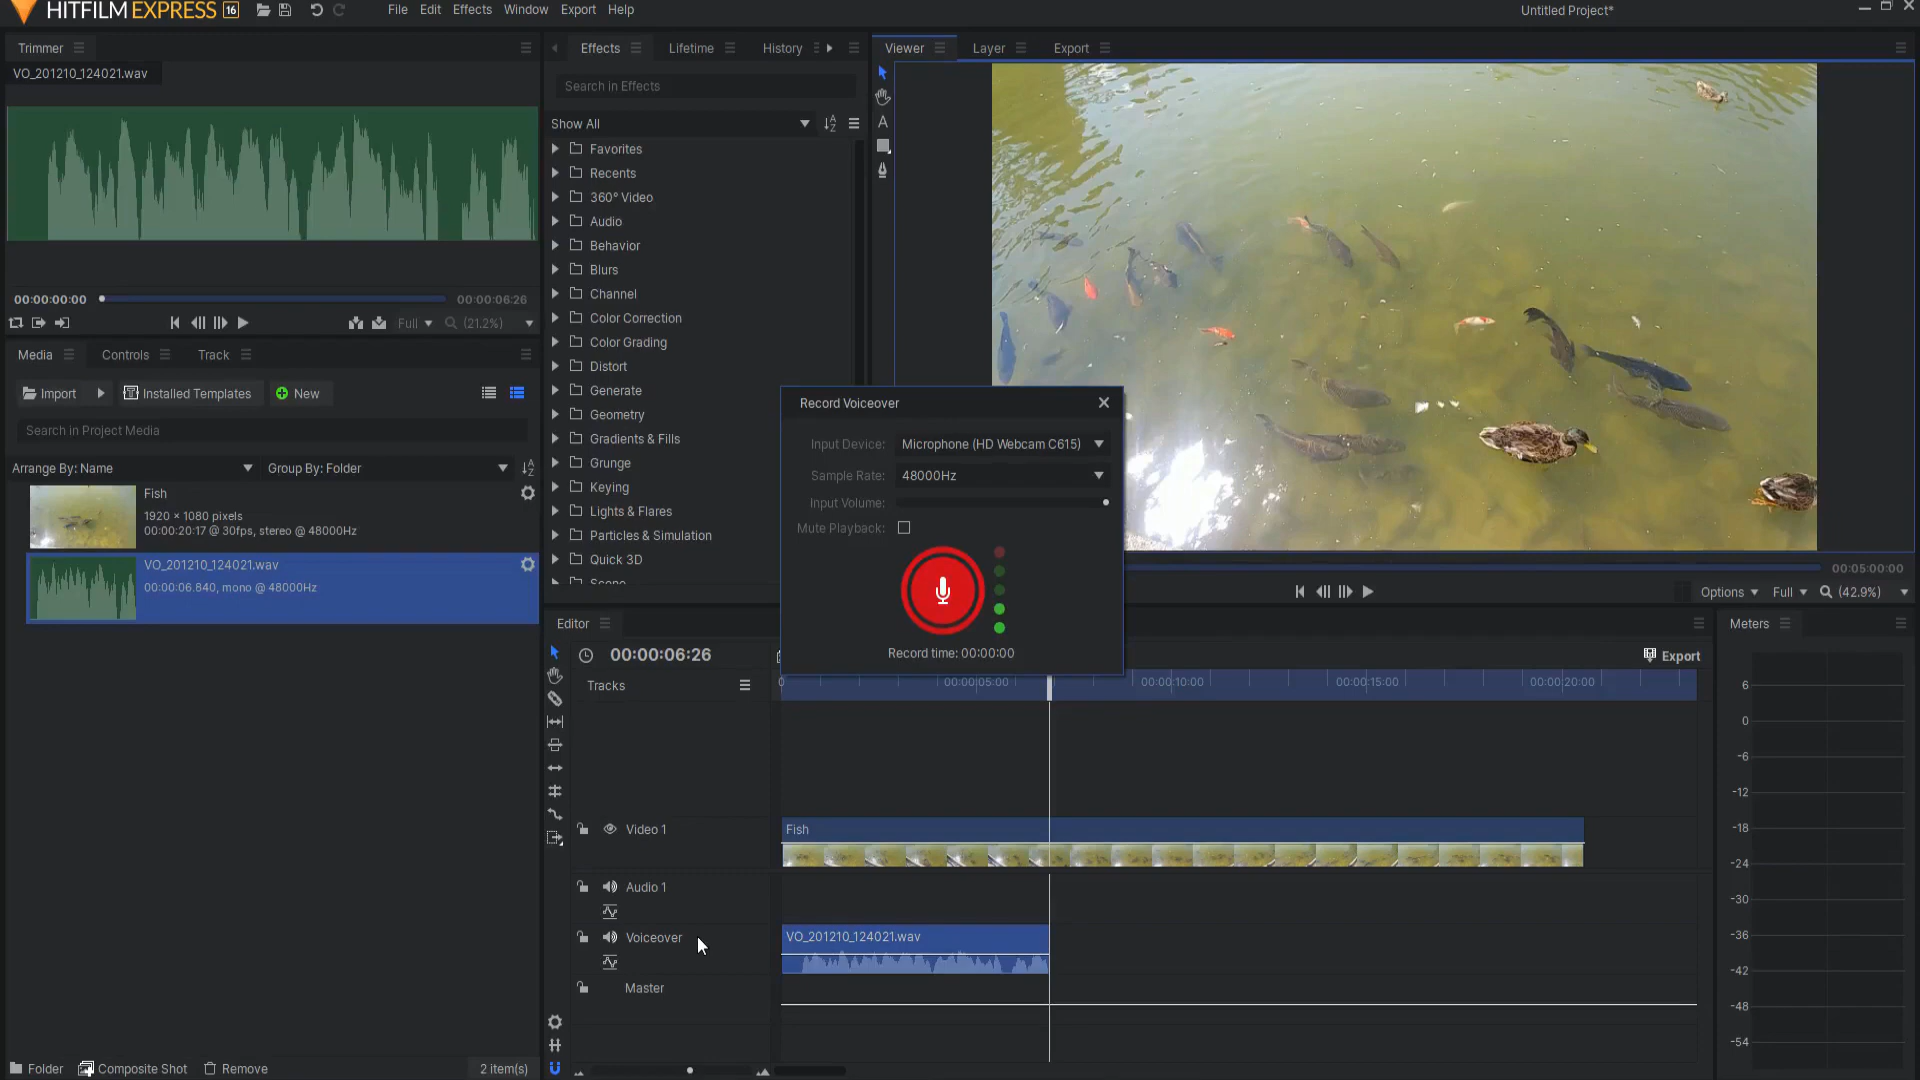 HITFILM EXPRESS 16
File Edit Effects Window Export Help
Untitled Project*
Trimmer
VO_201210_124021.wav
00:00:00:00
00:00:06:26
Full
(21.2%)
Media Controls Track
Import Installed Templates New
Search in Project Media
Arrange By: Name Group By: Folder
Fish
1920 × 1080 pixels
00:00:20:17 @ 30fps, stereo @ 48000Hz
VO_201210_124021.wav
00:00:06.840, mono @ 48000Hz
Folder Composite Shot Remove 2 item(s)
Effects Lifetime History
Search in Effects
Show All
Favorites
Recents
360° Video
Audio
Behavior
Blurs
Channel
Color Correction
Color Grading
Distort
Generate
Geometry
Gradients & Fills
Grunge
Keying
Lights & Flares
Particles & Simulation
Quick 3D
Scene
Viewer Layer Export
A
00:05:00:00
Options Full (42.9%)
Record Voiceover
Input Device: Microphone (HD Webcam C615)
Sample Rate: 48000Hz
Input Volume:
Mute Playback:
Record time: 00:00:00
Editor
00:00:06:26
Export
Tracks
0 00:00:05:00 00:00:10:00 00:00:15:00 00:00:20:00
Video 1
Fish
Audio 1
Voiceover
VO_201210_124021.wav
Master
Meters
6
0
-6
-12
-18
-24
-30
-36
-42
-48
-54